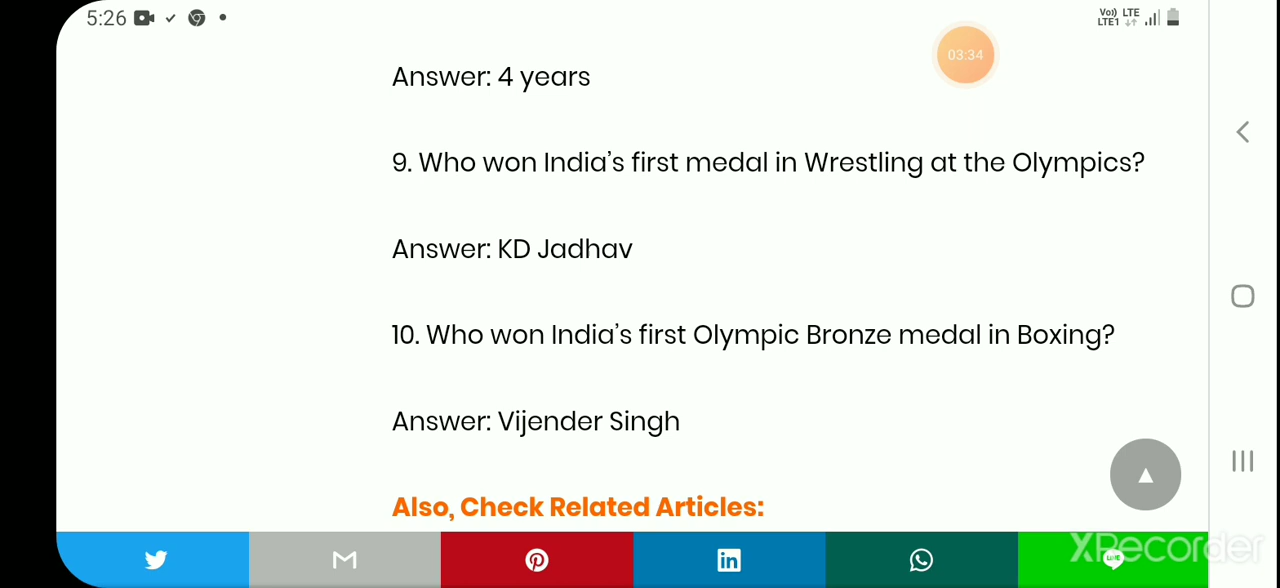 5:26
Vo)) LTE
LTE1
03:34
Answer: 4 years
9. Who won India's first medal in Wrestling at the Olympics?
Answer: KD Jadhav
10. Who won India's first Olympic Bronze medal in Boxing?
Answer: Vijender Singh
Also, Check Related Articles:
XRecorder
LINE